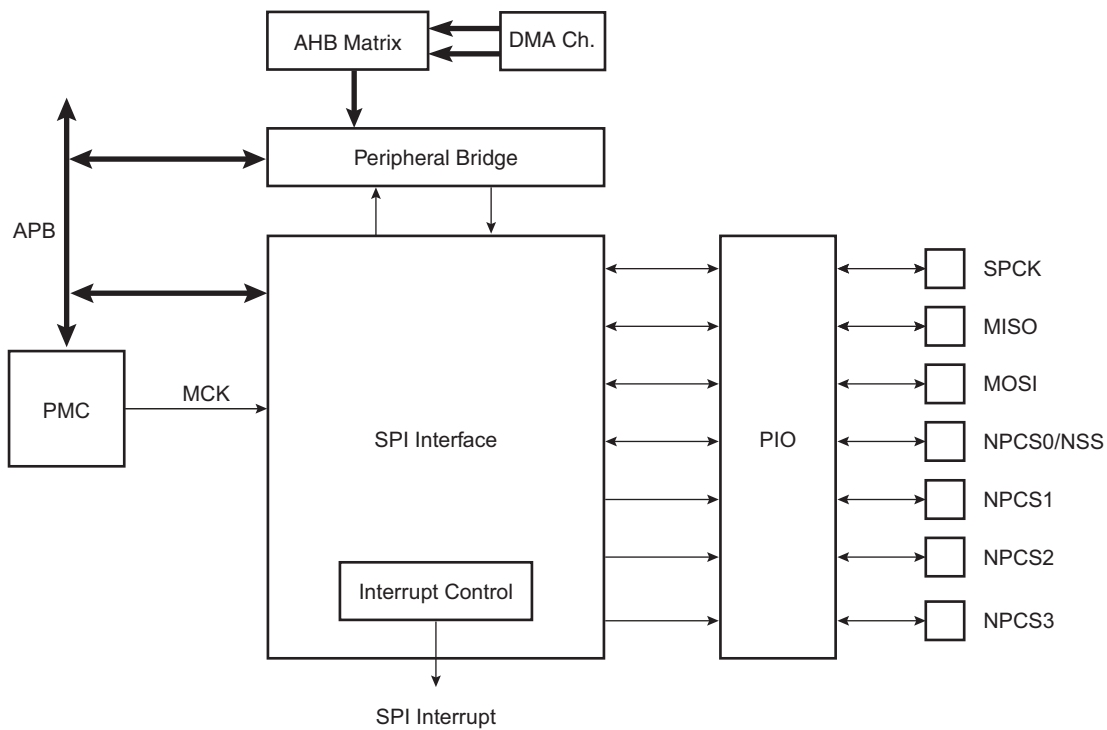 AHB Matrix
DMA Ch.
Peripheral Bridge
APB
SPCK
MISO
MCK
MOSI
PMC
SPI Interface
PIO
NPCS0/NSS
NPCS1
NPCS2
Interrupt Control
NPCS3
SPI Interrupt